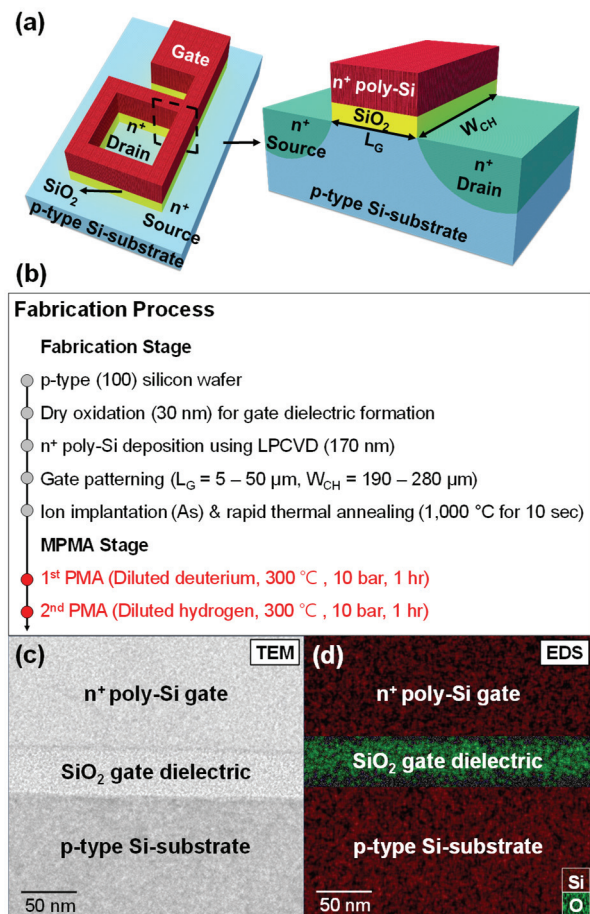 (a)
Gate
n⁺
Drain
SiO₂
n⁺
Source
p-type Si-substrate
n⁺ poly-Si
SiO₂
L_G
W_CH
n⁺
Source
n⁺
Drain
p-type Si-substrate
(b)
Fabrication Process
Fabrication Stage
p-type (100) silicon wafer
Dry oxidation (30 nm) for gate dielectric formation
n⁺ poly-Si deposition using LPCVD (170 nm)
Gate patterning (L_G = 5 – 50 μm, W_CH = 190 – 280 μm)
Ion implantation (As) & rapid thermal annealing (1,000 °C for 10 sec)
MPMA Stage
1ˢᵗ PMA (Diluted deuterium, 300 ℃ , 10 bar, 1 hr)
2ⁿᵈ PMA (Diluted hydrogen, 300 ℃ , 10 bar, 1 hr)
(c)
TEM
n⁺ poly-Si gate
SiO₂ gate dielectric
p-type Si-substrate
50 nm
(d)
EDS
n⁺ poly-Si gate
SiO₂ gate dielectric
p-type Si-substrate
50 nm
Si
O